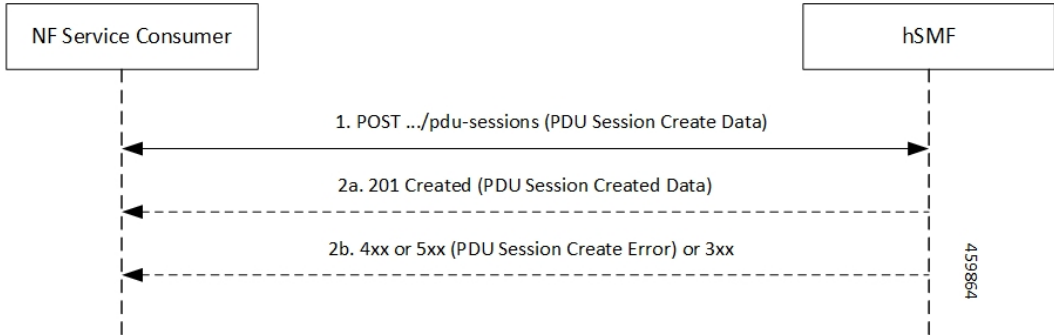 NF Service Consumer
hSMF
1. POST .../pdu-sessions (PDU Session Create Data)
2a. 201 Created (PDU Session Created Data)
2b. 4xx or 5xx (PDU Session Create Error) or 3xx
459864